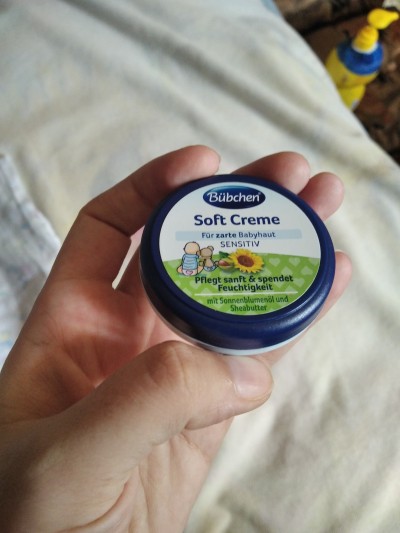 Bübchen
Soft Creme
Für zarte Babyhaut
SENSITIV
Pflegt sanft & spendet
Feuchtigkeit
mit Sonnenblumenöl und
Sheabutter